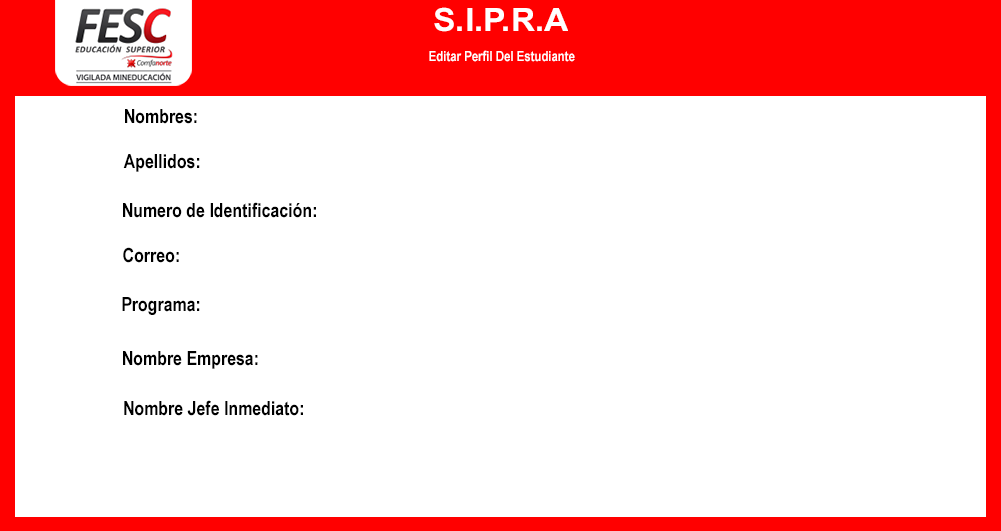 FESC
EDUCACIÓN SUPERIOR
Comfanorte
VIGILADA MINEDUCACIÓN
S.I.P.R.A
Editar Perfil Del Estudiante
Nombres:
Apellidos:
Numero de Identificación:
Correo:
Programa:
Nombre Empresa:
Nombre Jefe Inmediato: